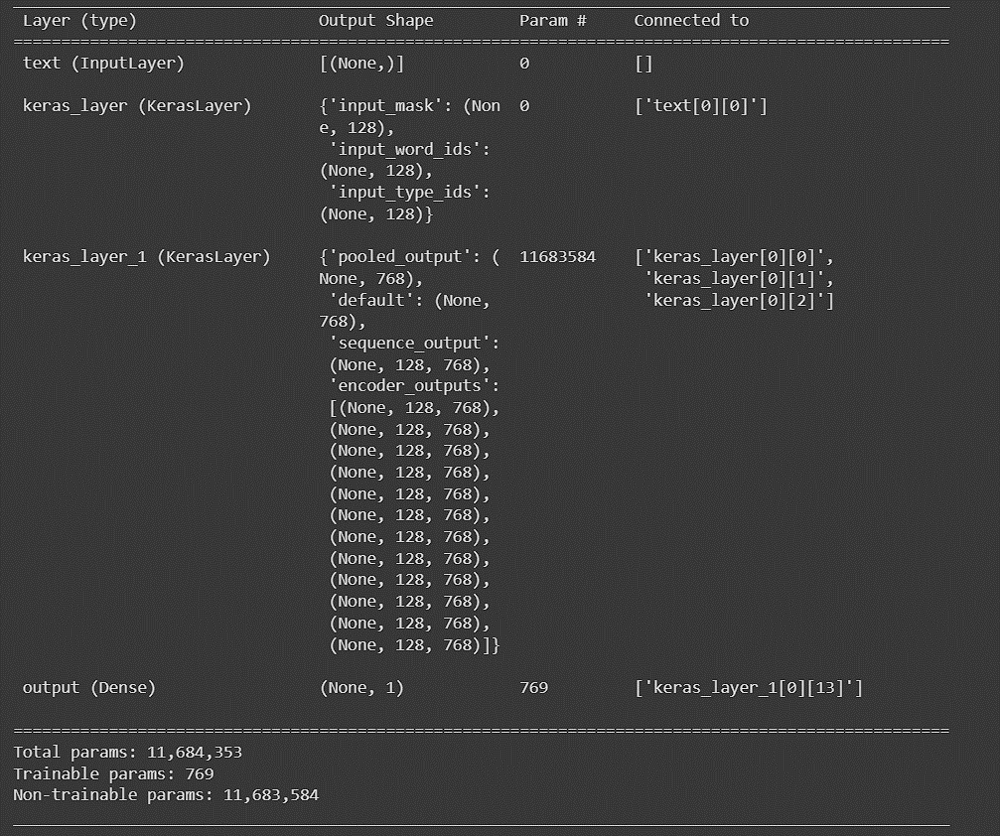 Layer (type) Output Shape Param # Connected to
==================================================================================================
text (InputLayer) [(None,)] 0 []
keras_layer (KerasLayer) {'input_mask': (Non 0 ['text[0][0]']
e, 128),
'input_word_ids':
(None, 128),
'input_type_ids':
(None, 128)}
keras_layer_1 (KerasLayer) {'pooled_output': ( 11683584 ['keras_layer[0][0]',
None, 768), 'keras_layer[0][1]',
'default': (None, 'keras_layer[0][2]']
768),
'sequence_output':
(None, 128, 768),
'encoder_outputs':
[(None, 128, 768),
(None, 128, 768),
(None, 128, 768),
(None, 128, 768),
(None, 128, 768),
(None, 128, 768),
(None, 128, 768),
(None, 128, 768),
(None, 128, 768),
(None, 128, 768),
(None, 128, 768),
(None, 128, 768)]}
output (Dense) (None, 1) 769 ['keras_layer_1[0][13]']
==================================================================================================
Total params: 11,684,353
Trainable params: 769
Non-trainable params: 11,683,584